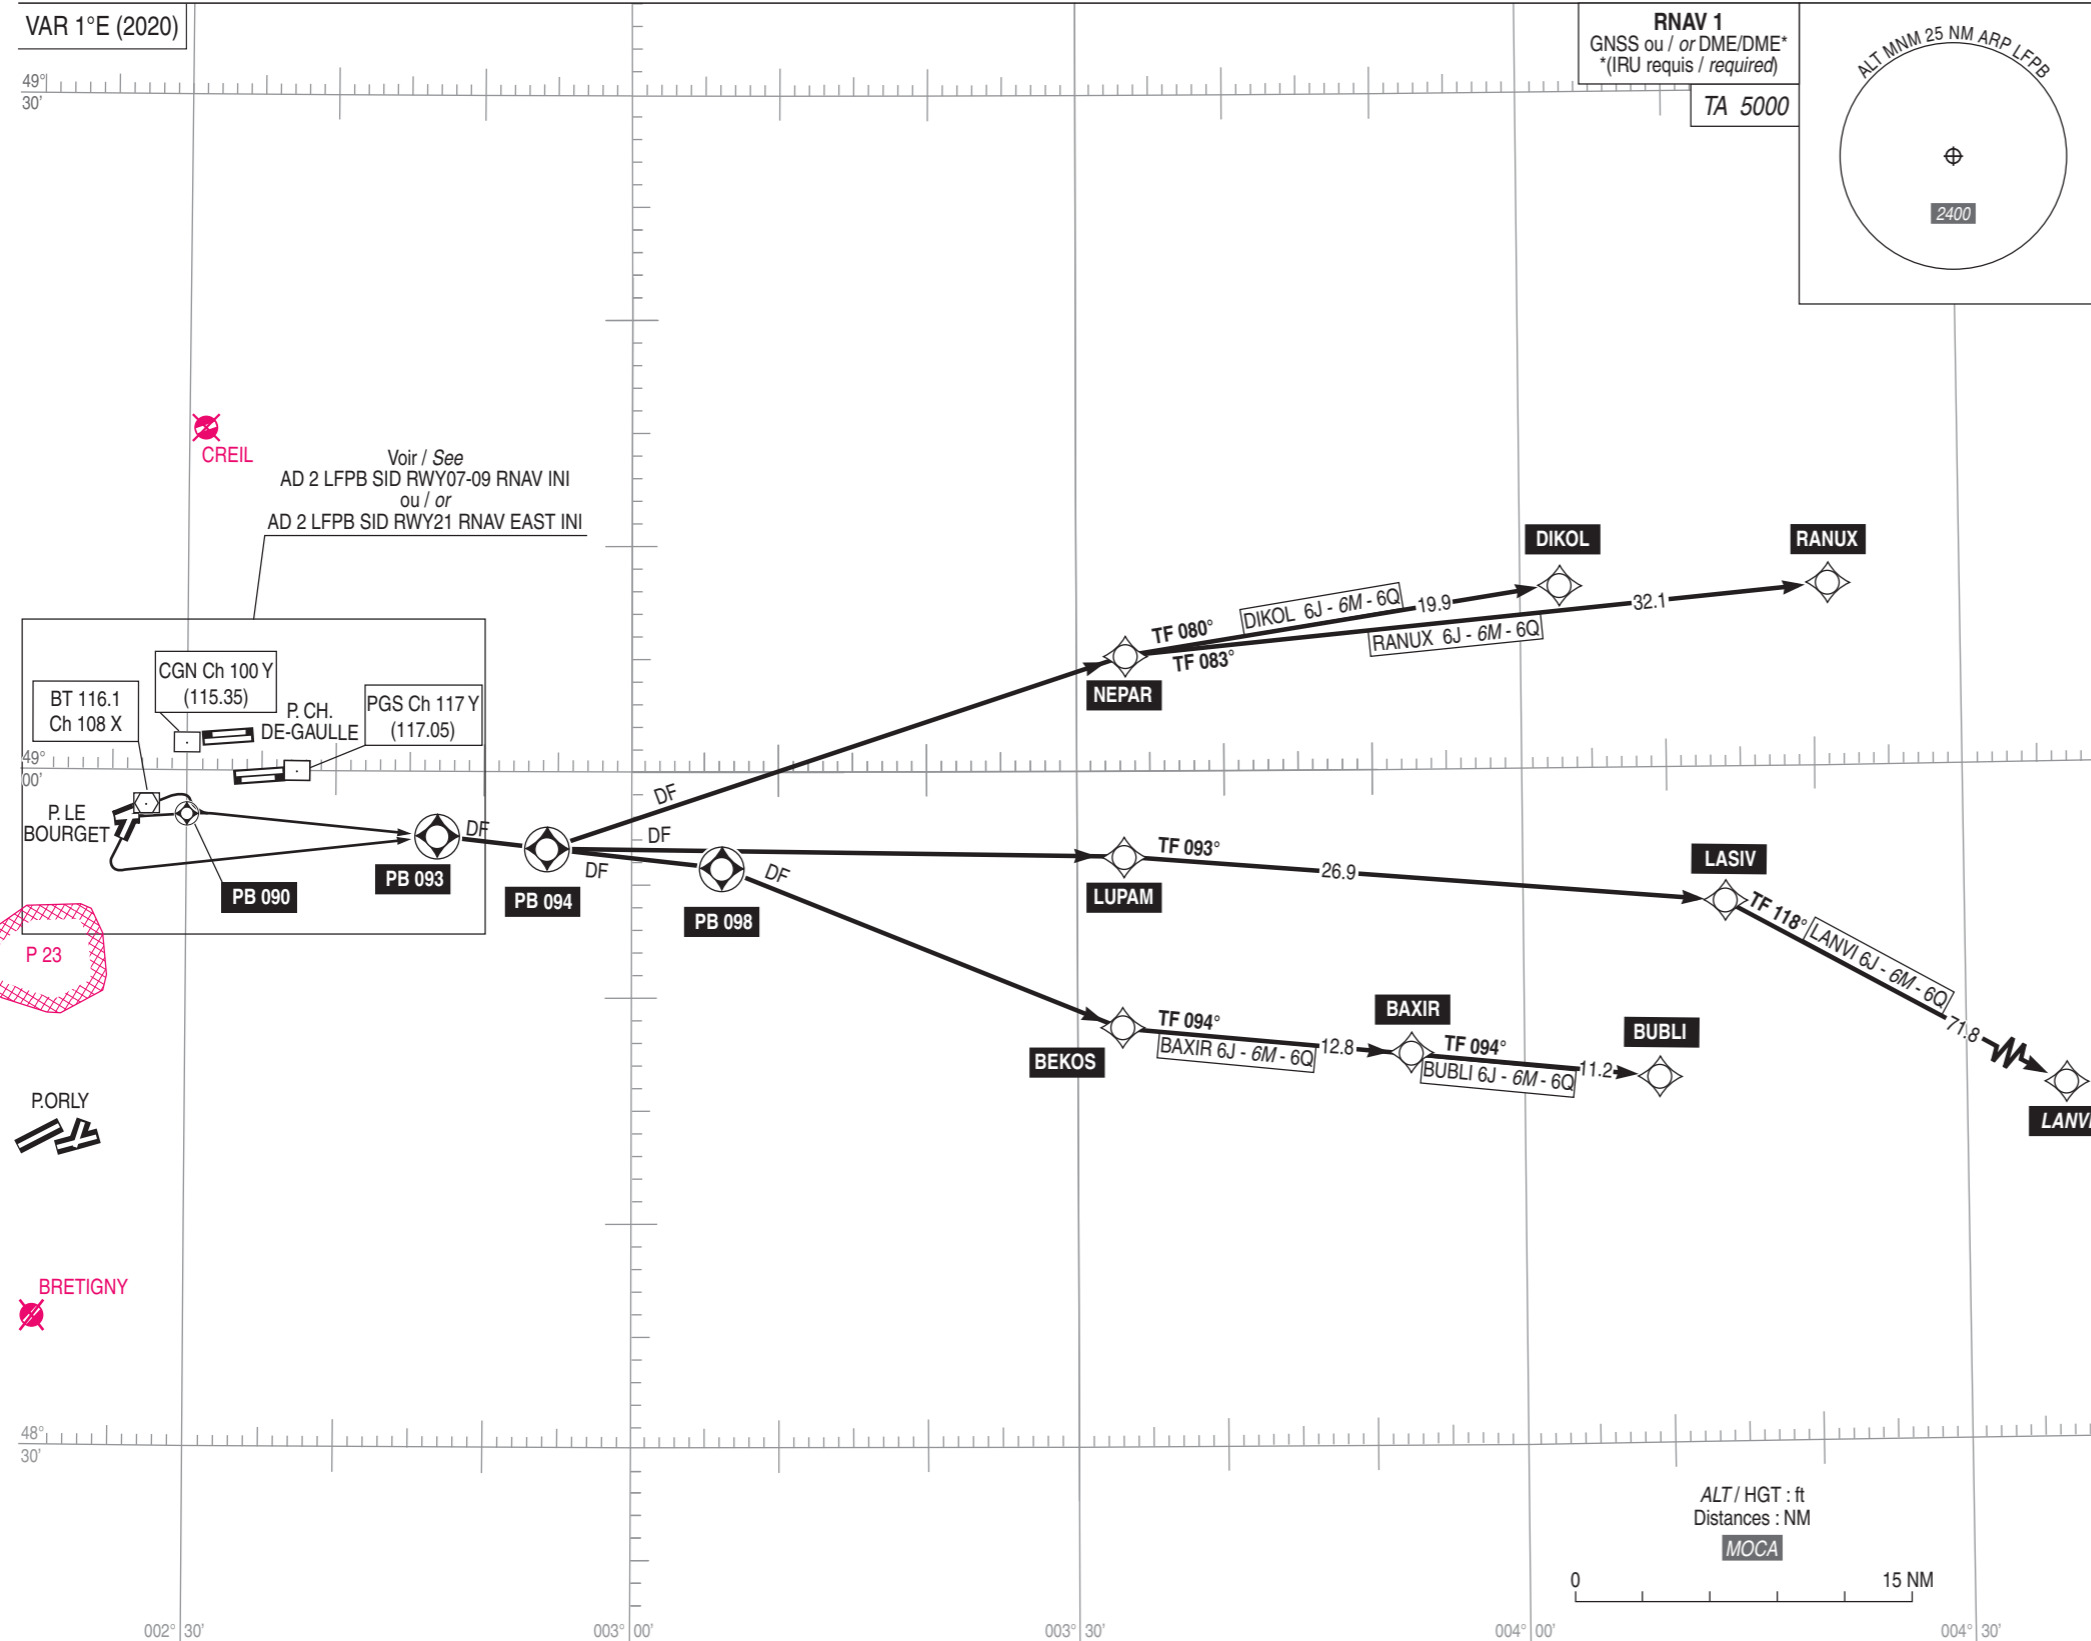 VAR 1°E (2020)
RNAV 1
GNSS ou / or DME/DME*
*(IRU requis / required)
TA 5000
ALT MNM 25 NM ARP LFPB
2400
49°
30'
CREIL
Voir / See
AD 2 LFPB SID RWY07-09 RNAV INI
ou / or
AD 2 LFPB SID RWY21 RNAV EAST INI
DIKOL
RANUX
DIKOL 6J - 6M - 6Q
19.9
32.1
TF 080°
RANUX 6J - 6M - 6Q
TF 083°
NEPAR
CGN Ch 100 Y
(115.35)
BT 116.1
Ch 108 X
P. CH.
DE-GAULLE
PGS Ch 117 Y
(117.05)
49°
00'
P. LE
BOURGET
DF
DF
DF
DF
DF
PB 090
PB 093
PB 094
PB 098
TF 093°
26.9
LUPAM
LASIV
TF 118°
LANVI 6J - 6M - 6Q
71.8
LANVI
P 23
BEKOS
TF 094°
BAXIR 6J - 6M - 6Q
12.8
BAXIR
TF 094°
BUBLI 6J - 6M - 6Q
11.2
BUBLI
P.ORLY
BRETIGNY
48°
30'
ALT / HGT : ft
Distances : NM
MOCA
0
15 NM
002° 30'
003° 00'
003° 30'
004° 00'
004° 30'